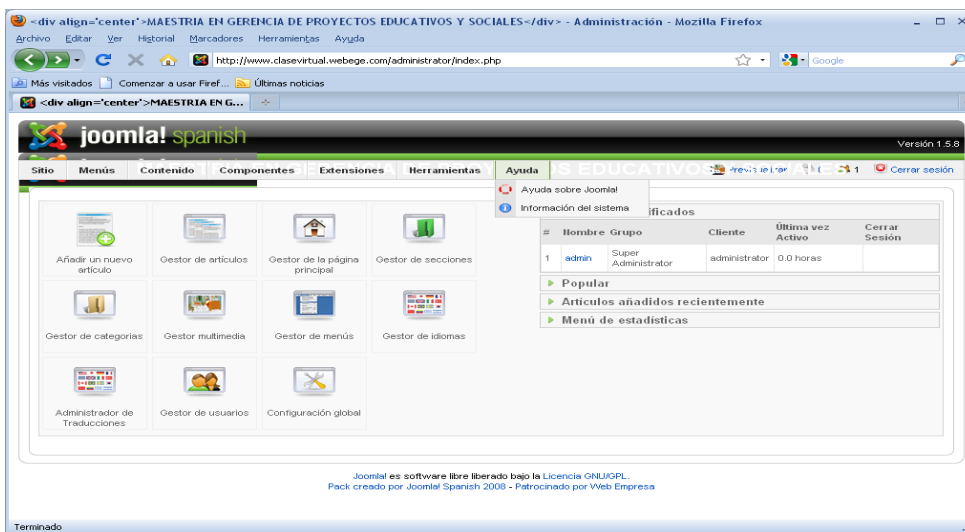 <div align='center'>MAESTRIA EN GERENCIA DE PROYECTOS EDUCATIVOS Y SOCIALES</div> - Administración - Mozilla Firefox
Archivo Editar Ver Historial Marcadores Herramientas Ayuda
http://www.clasevirtual.webege.com/administrator/index.php
Google
Más visitados Comenzar a usar Firef... Últimas noticias
<div align='center'>MAESTRIA EN G...
joomla! spanish
Versión 1.5.8
Sitio Menús Contenido Componentes Extensiones Herramientas Ayuda
1 Cerrar sesión
Ayuda sobre Joomla!
Información del sistema
Añadir un nuevo artículo
Gestor de artículos
Gestor de la página principal
Gestor de secciones
Gestor de categorias
Gestor multimedia
Gestor de menús
Gestor de idiomas
Administrador de Traducciones
Gestor de usuarios
Configuración global
# Nombre Grupo Cliente Última vez Activo Cerrar Sesión
1 admin Super Administrator administrator 0.0 horas
Popular
Artículos añadidos recientemente
Menú de estadísticas
Joomla! es software libre liberado bajo la Licencia GNU/GPL.
Pack creado por Joomla! Spanish 2008 - Patrocinado por Web Empresa
Terminado